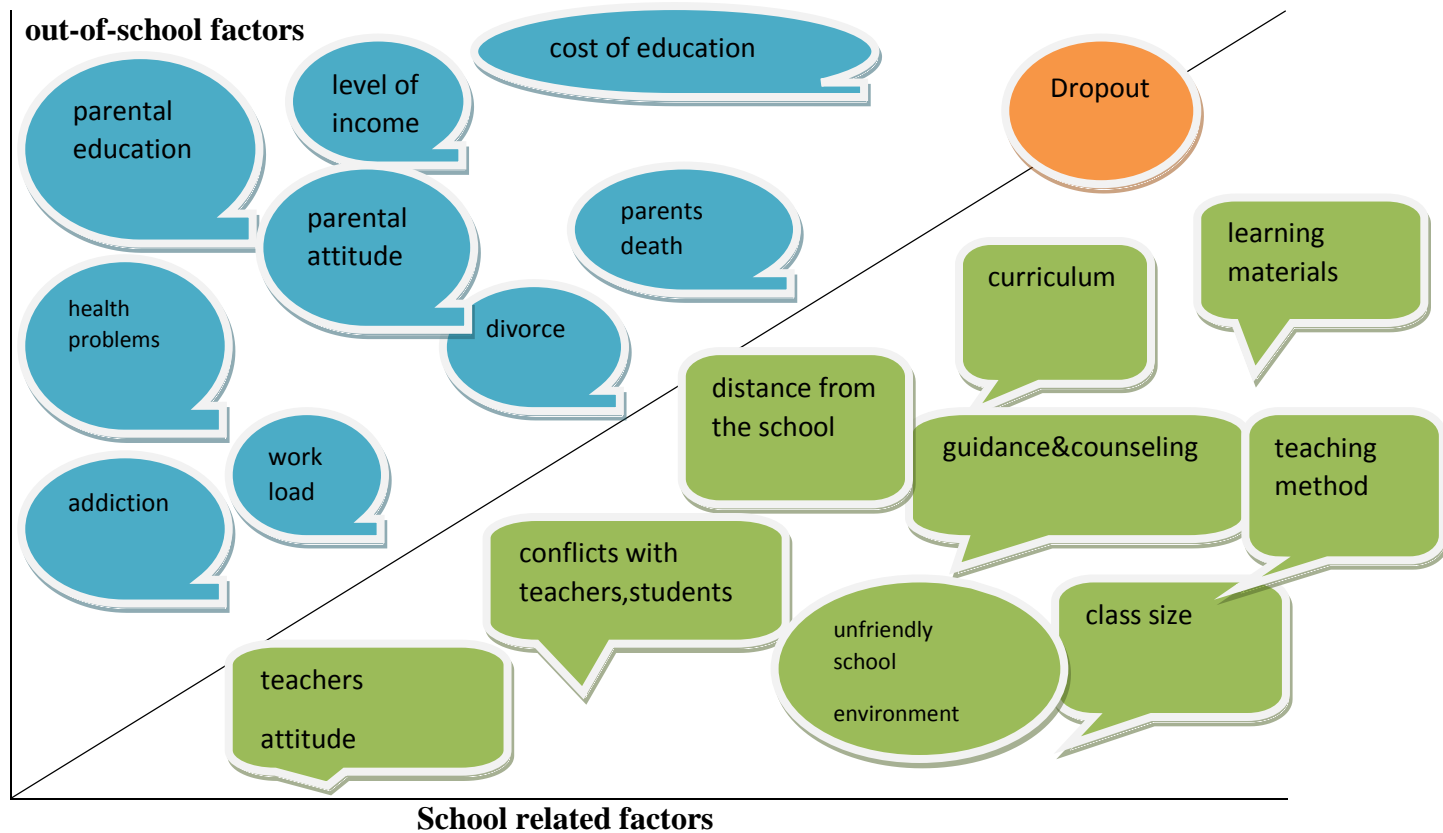 out-of-school factors
cost of education
level of
income
parental
education
Dropout
parental
attitude
parents
death
learning
materials
curriculum
health
problems
divorce
distance from
the school
guidance&counseling
teaching
method
work
load
addiction
conflicts with
teachers,students
class size
unfriendly
school
environment
teachers
attitude
School related factors